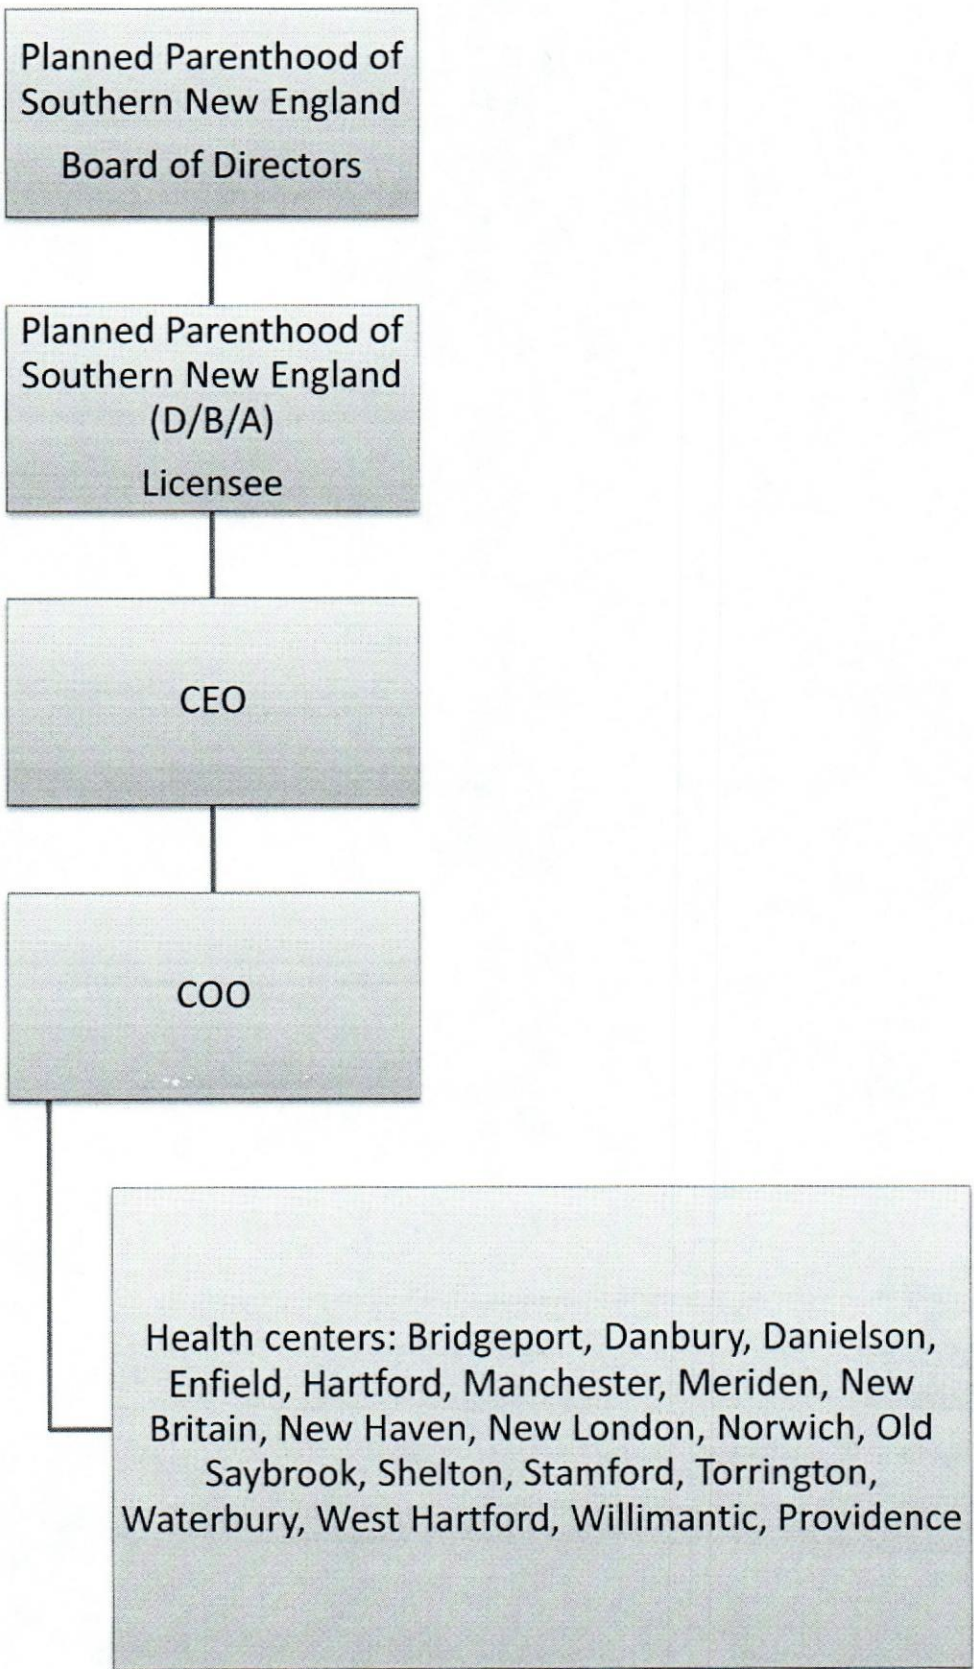 Planned Parenthood of
Southern New England
Board of Directors
Planned Parenthood of
Southern New England
(D/B/A)
Licensee
CEO
COO
Health centers: Bridgeport, Danbury, Danielson,
Enfield, Hartford, Manchester, Meriden, New
Britain, New Haven, New London, Norwich, Old
Saybrook, Shelton, Stamford, Torrington,
Waterbury, West Hartford, Willimantic, Providence